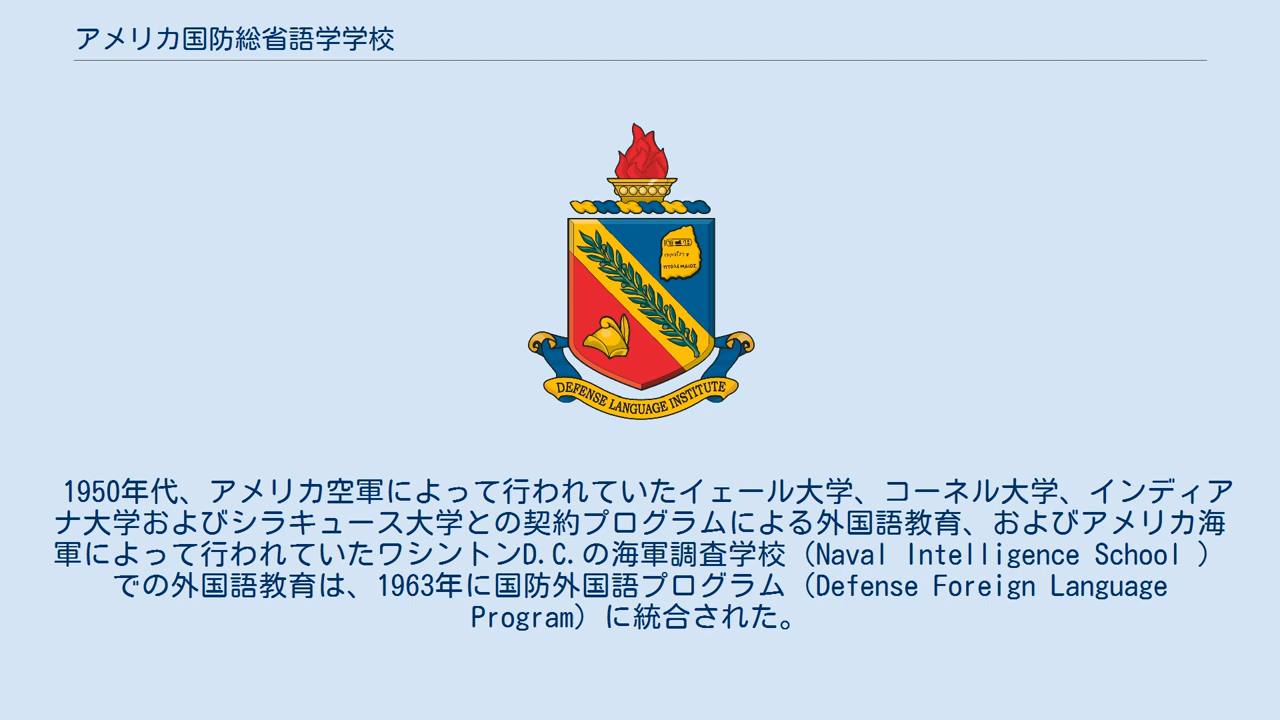 アメリカ国防総省語学学校
ΠΤΟΛΕΜΑΙΟΣ
DEFENSE LANGUAGE INSTITUTE
1950年代、アメリカ空軍によって行われていたイェール大学、コーネル大学、インディア
ナ大学およびシラキュース大学との契約プログラムによる外国語教育、およびアメリカ海
軍によって行われていたワシントンD.C.の海軍調査学校（Naval Intelligence School ）
での外国語教育は、1963年に国防外国語プログラム（Defense Foreign Language
Program）に統合された。